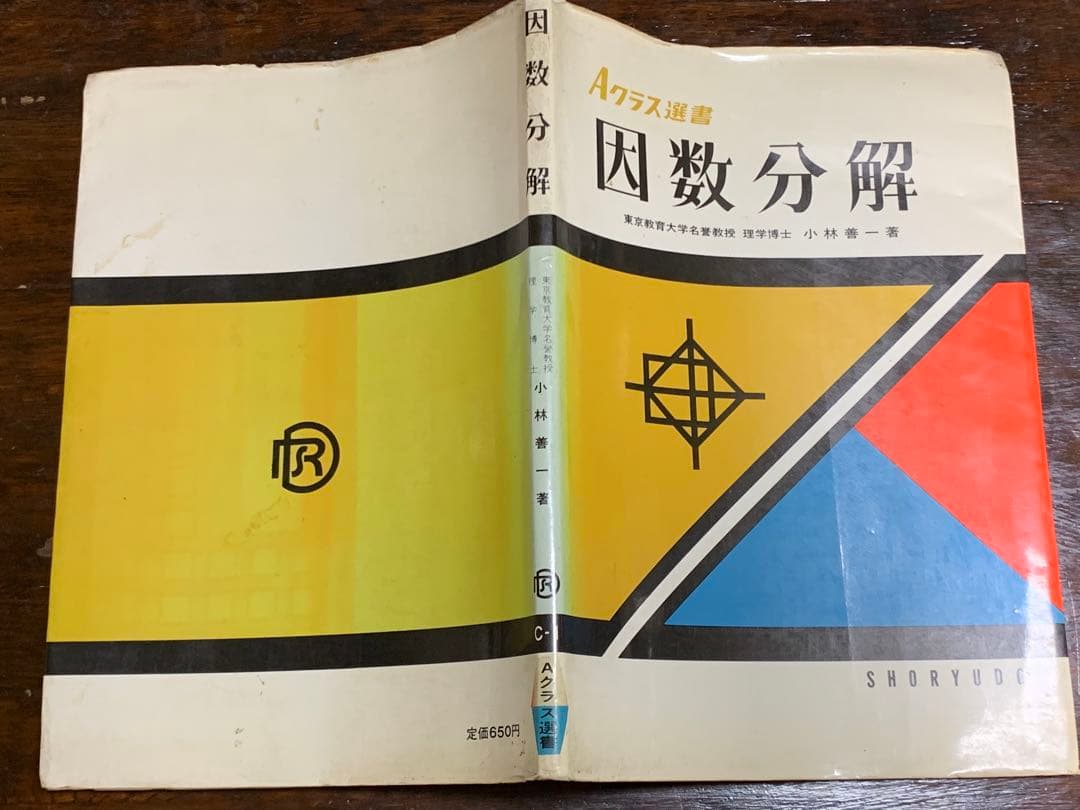 Aクラス選書
因数分解
東京教育大学名誉教授 理学博士 小林善一著
SHORYUDO
因数分解
東京教育大学名誉教授
理学博士
小林善一著
C-
Aクラス選書
定価650円